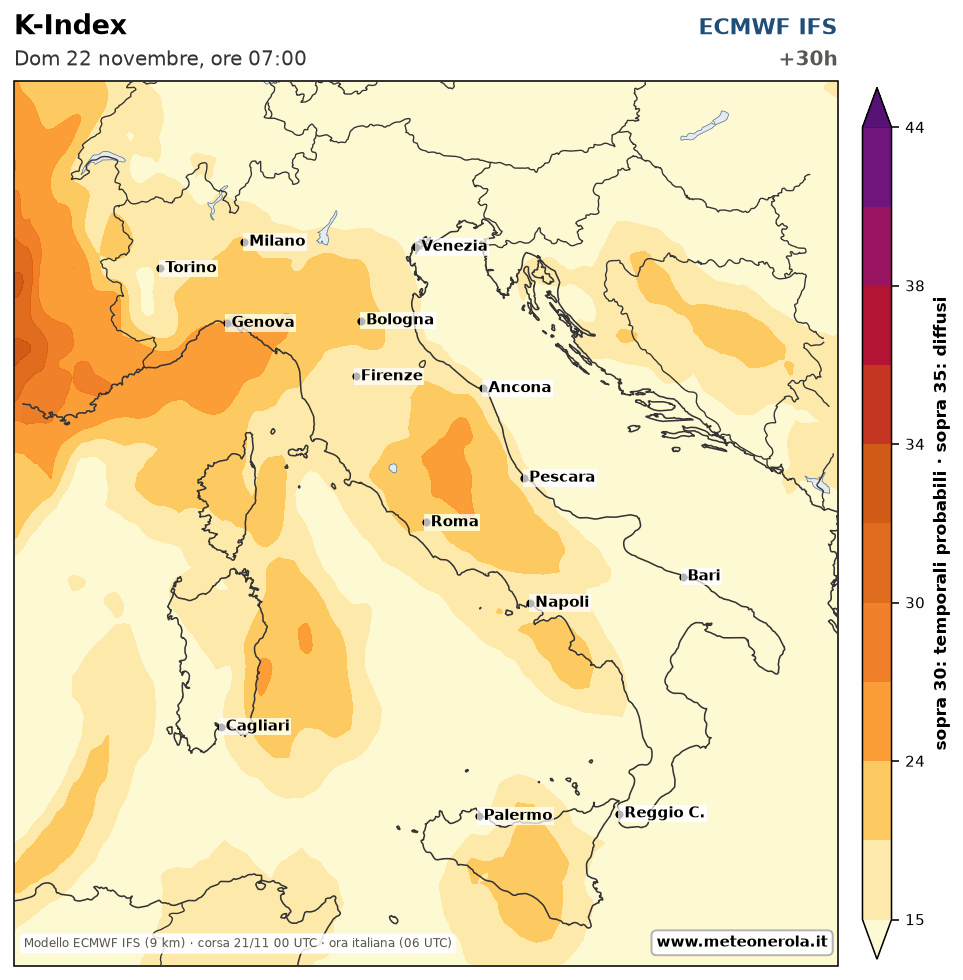 K-Index
ECMWF IFS
Dom 22 novembre, ore 07:00
+30h
Milano
Venezia
Torino
Genova
Bologna
Firenze
Ancona
Pescara
Roma
Bari
Napoli
Cagliari
Palermo
Reggio C.
44
38
34
30
24
15
sopra 30: temporali probabili · sopra 35: diffusi
Modello ECMWF IFS (9 km) · corsa 21/11 00 UTC · ora italiana (06 UTC)
www.meteonerola.it